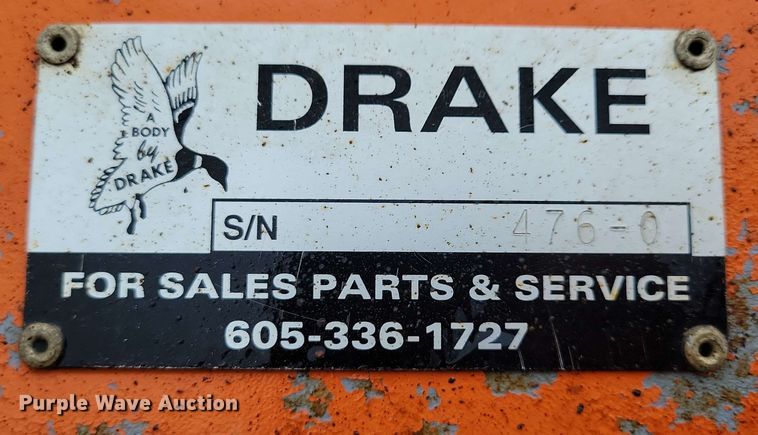 A
BODY
by
DRAKE
DRAKE
S/N 476-0
FOR SALES PARTS & SERVICE
605-336-1727
Purple Wave Auction